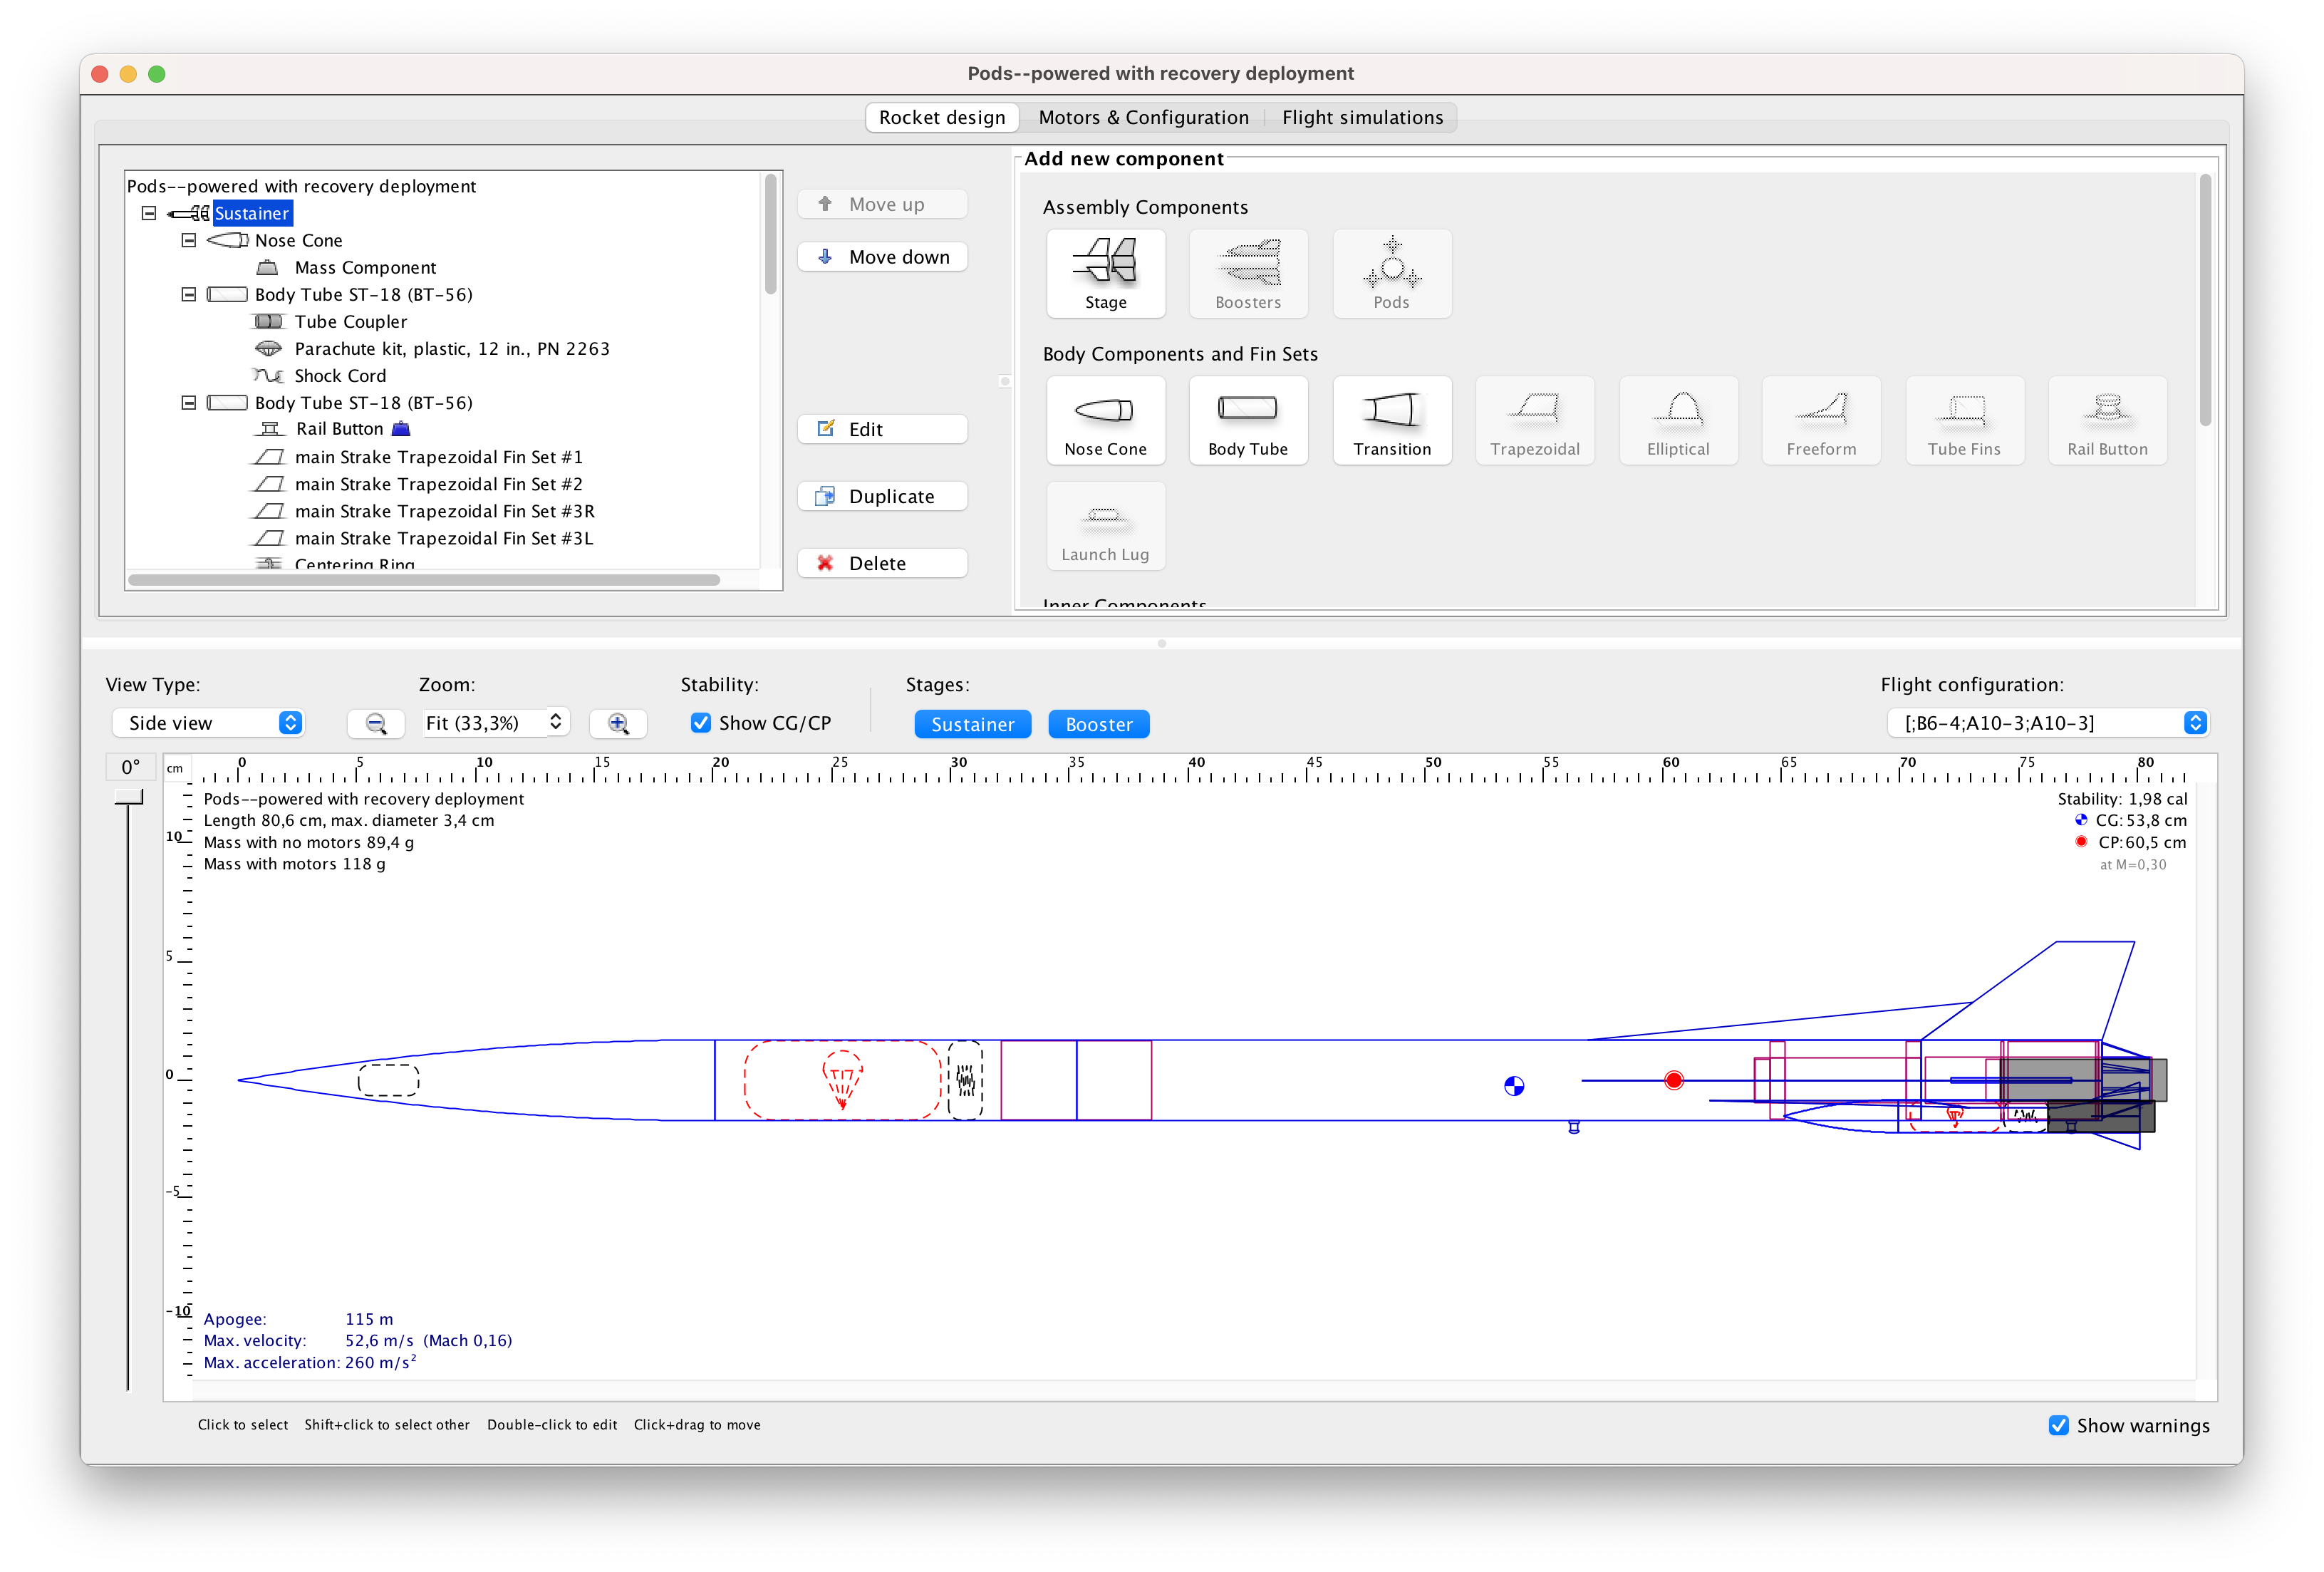 Pods--powered with recovery deployment
Rocket design
Motors & Configuration
Flight simulations
Pods--powered with recovery deployment
Sustainer
Nose Cone
Mass Component
Body Tube ST-18 (BT-56)
Tube Coupler
Parachute kit, plastic, 12 in., PN 2263
Shock Cord
Body Tube ST-18 (BT-56)
Rail Button
main Strake Trapezoidal Fin Set #1
main Strake Trapezoidal Fin Set #2
main Strake Trapezoidal Fin Set #3R
main Strake Trapezoidal Fin Set #3L
Centering Ring
Move up
Move down
Edit
Duplicate
Delete
Add new component
Assembly Components
Stage
Boosters
Pods
Body Components and Fin Sets
Nose Cone
Body Tube
Transition
Trapezoidal
Elliptical
Freeform
Tube Fins
Rail Button
Launch Lug
Inner Components
View Type:
Zoom:
Stability:
Stages:
Flight configuration:
Side view
Fit (33,3%)
Show CG/CP
Sustainer
Booster
[;B6-4;A10-3;A10-3]
0°
cm
0 5 10 15 20 25 30 35 40 45 50 55 60 65 70 75 80
10
5
0
-5
-10
Pods--powered with recovery deployment
Length 80,6 cm, max. diameter 3,4 cm
Mass with no motors 89,4 g
Mass with motors 118 g
Stability: 1,98 cal
CG: 53,8 cm
CP: 60,5 cm
at M=0,30
Apogee: 115 m
Max. velocity: 52,6 m/s (Mach 0,16)
Max. acceleration: 260 m/s²
Click to select Shift+click to select other Double-click to edit Click+drag to move
Show warnings